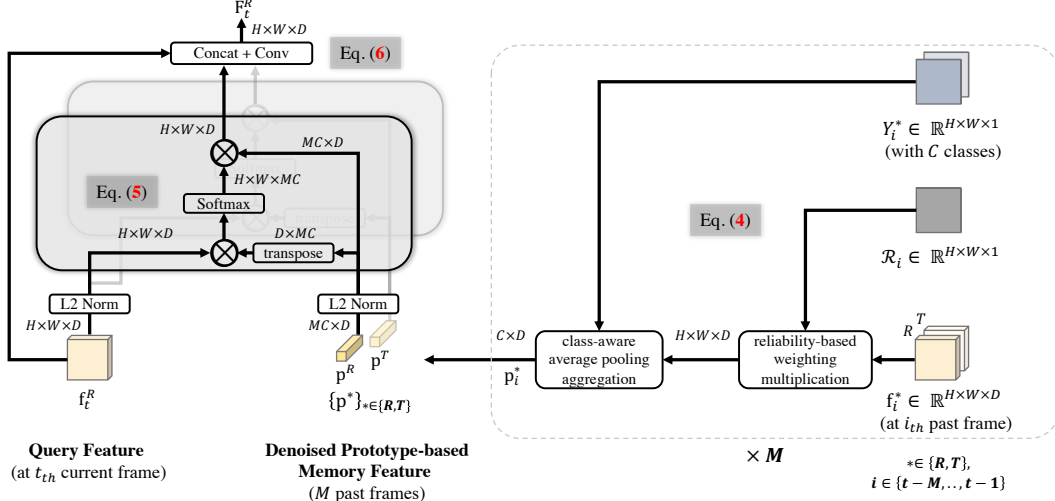 F_t^R
H×W×D
Concat + Conv
Eq. (6)
H×W×D
MC×D
Eq. (5)
H×W×MC
Softmax
transpose
H×W×D
D×MC
transpose
L2 Norm
L2 Norm
H×W×D
MC×D
f_t^R
p^R
p^T
{p^*}_{*∈{R,T}}
Query Feature
(at t_th current frame)
Denoised Prototype-based
Memory Feature
(M past frames)
Y_i^* ∈ ℝ^{H×W×1}
(with C classes)
Eq. (4)
ℛ_i ∈ ℝ^{H×W×1}
C×D
p_i^*
class-aware
average pooling
aggregation
H×W×D
reliability-based
weighting
multiplication
R
T
f_i^* ∈ ℝ^{H×W×D}
(at i_th past frame)
× M
* ∈ {R, T},
i ∈ {t − M, . . , t − 1}